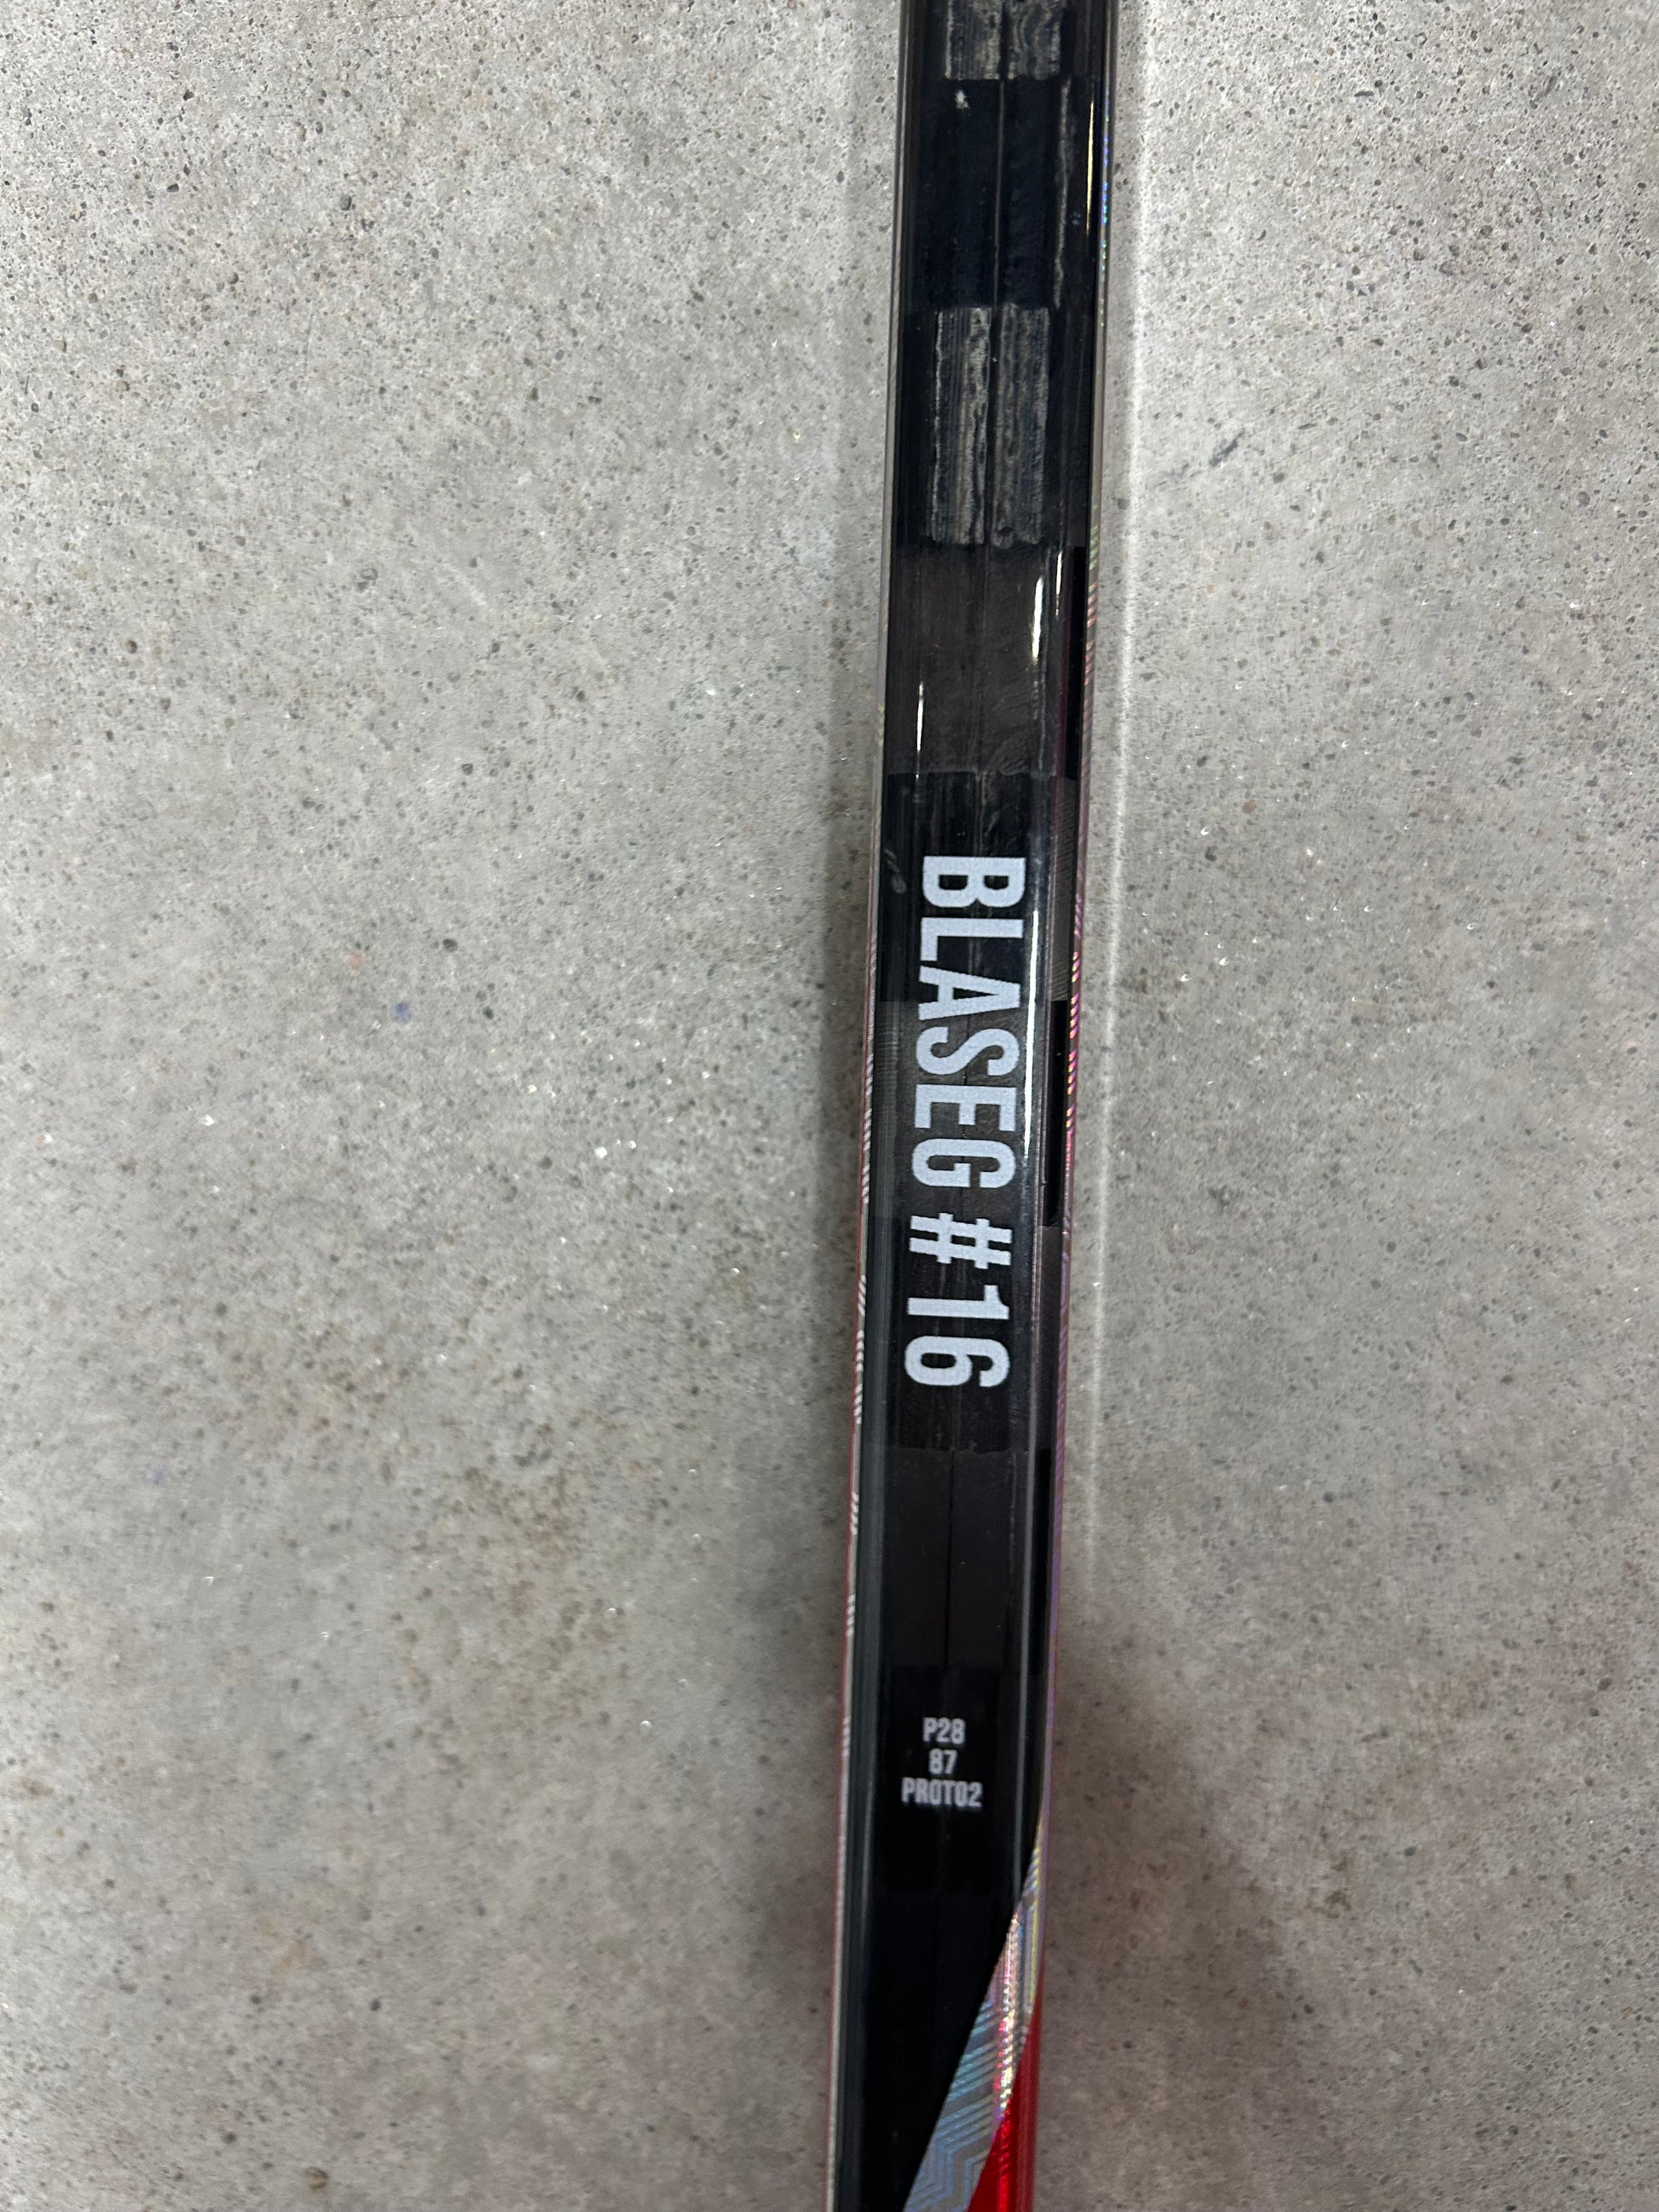 BLASEG #16
P28
87
PROTO2